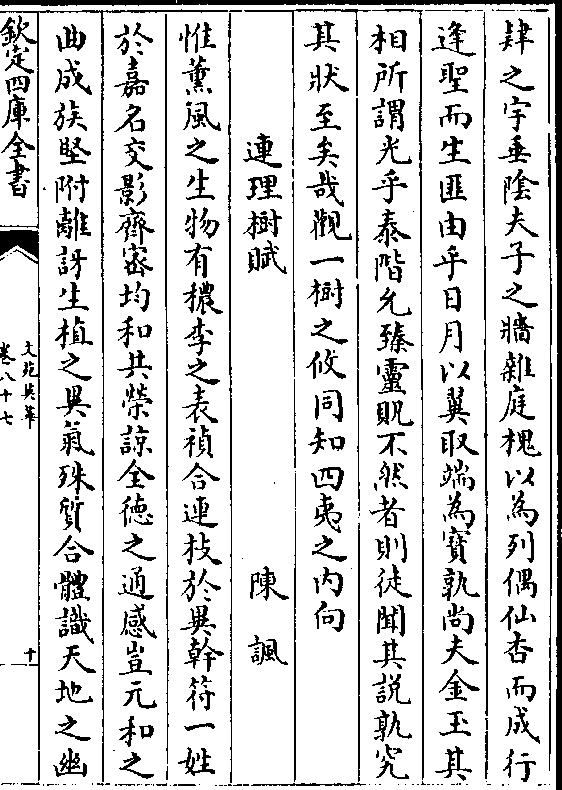 肆之宇垂陰夫子之牆雜庭槐以為列偶仙杏而成行
逢聖而生匪由乎日月以翼取端為寶孰尚夫金玉其
相所謂光乎泰階允臻靈貺不然者則徒聞其説孰究
其狀至矣哉觀一樹之攸同知四夷之内向
連理樹賦 陳諷
惟薫風之生物有穠李之表禎合連枝於異幹符一姓
於嘉名交影齊密均和共榮諒全徳之通感豈元和之
曲成族堅附離訝生植之異氣殊質合體識天地之幽
欽定四庫全書
文苑英華
卷八十七
十